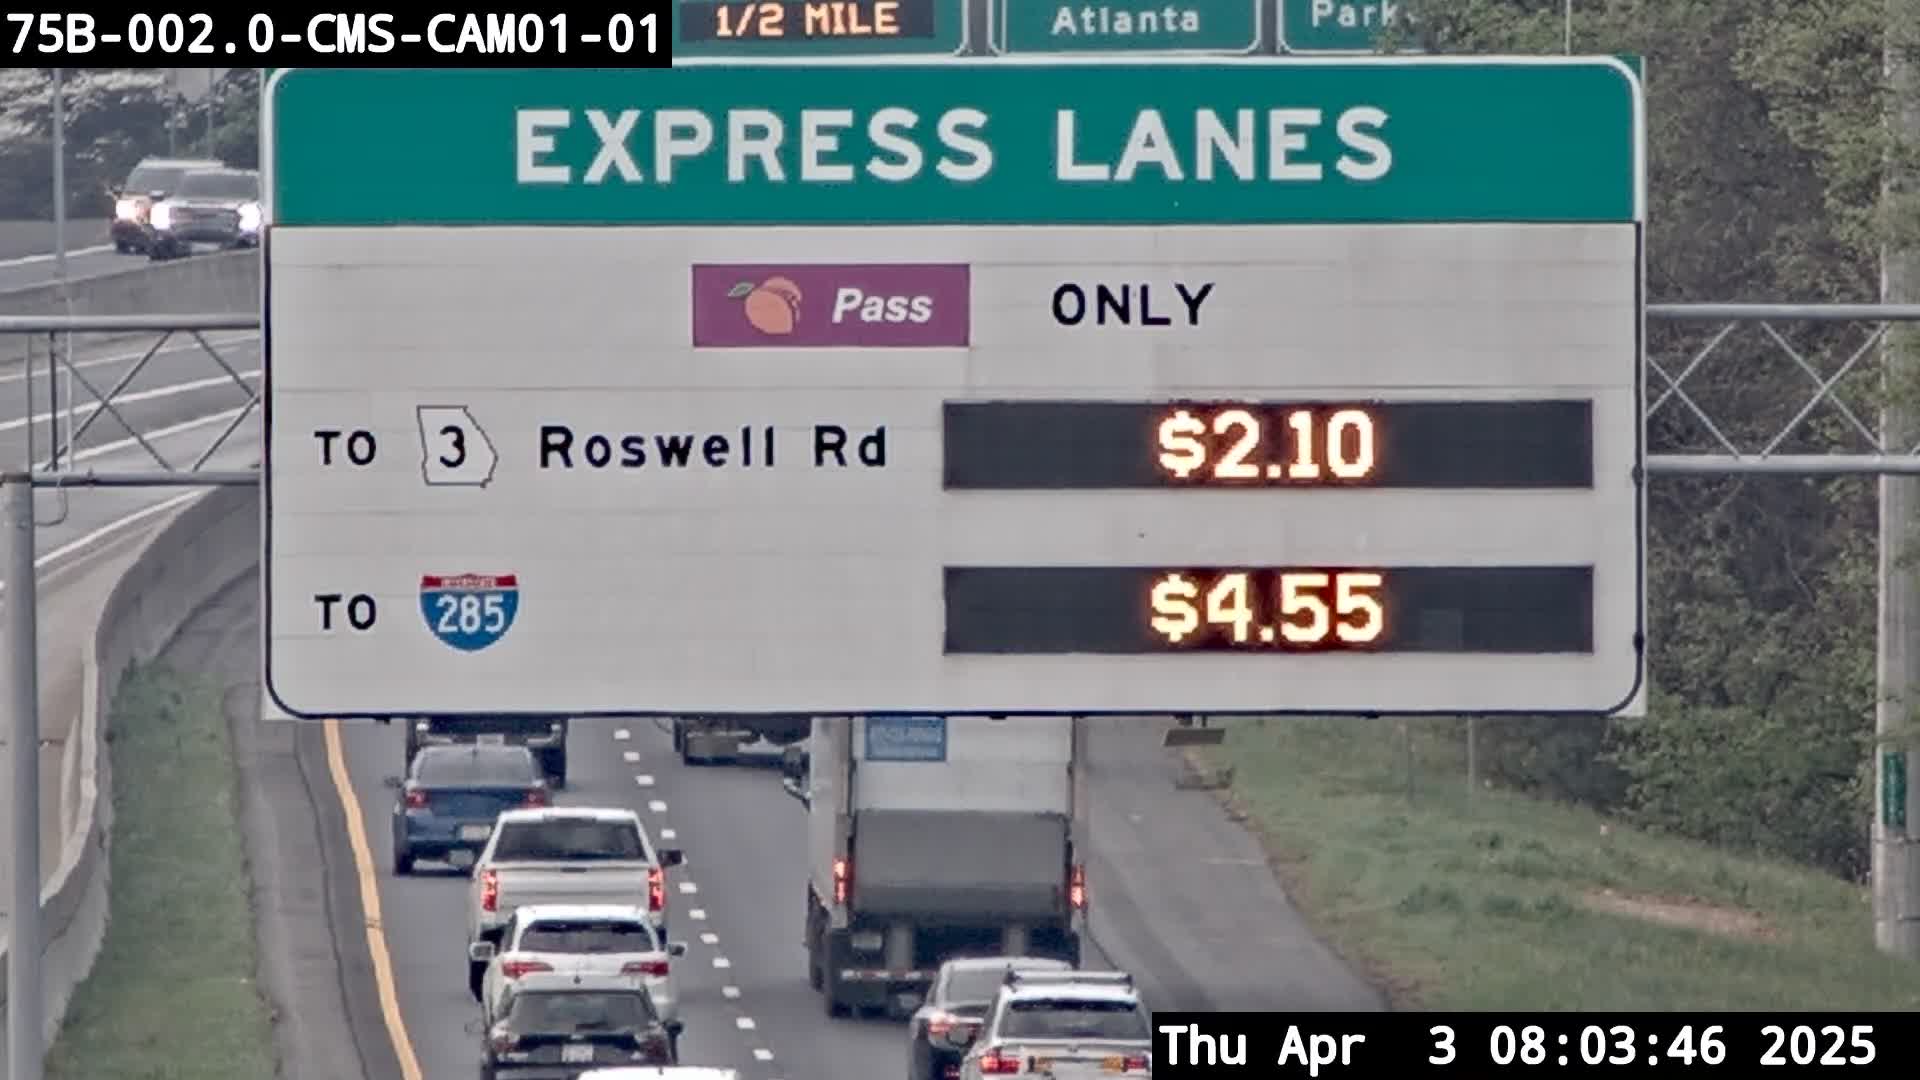 75B-002.0-CMS-CAM01-01
1/2 MILE
Atlanta
Park
EXPRESS LANES
Pass ONLY
TO 3 Roswell Rd $2.10
TO 285 $4.55
Thu Apr 3 08:03:46 2025